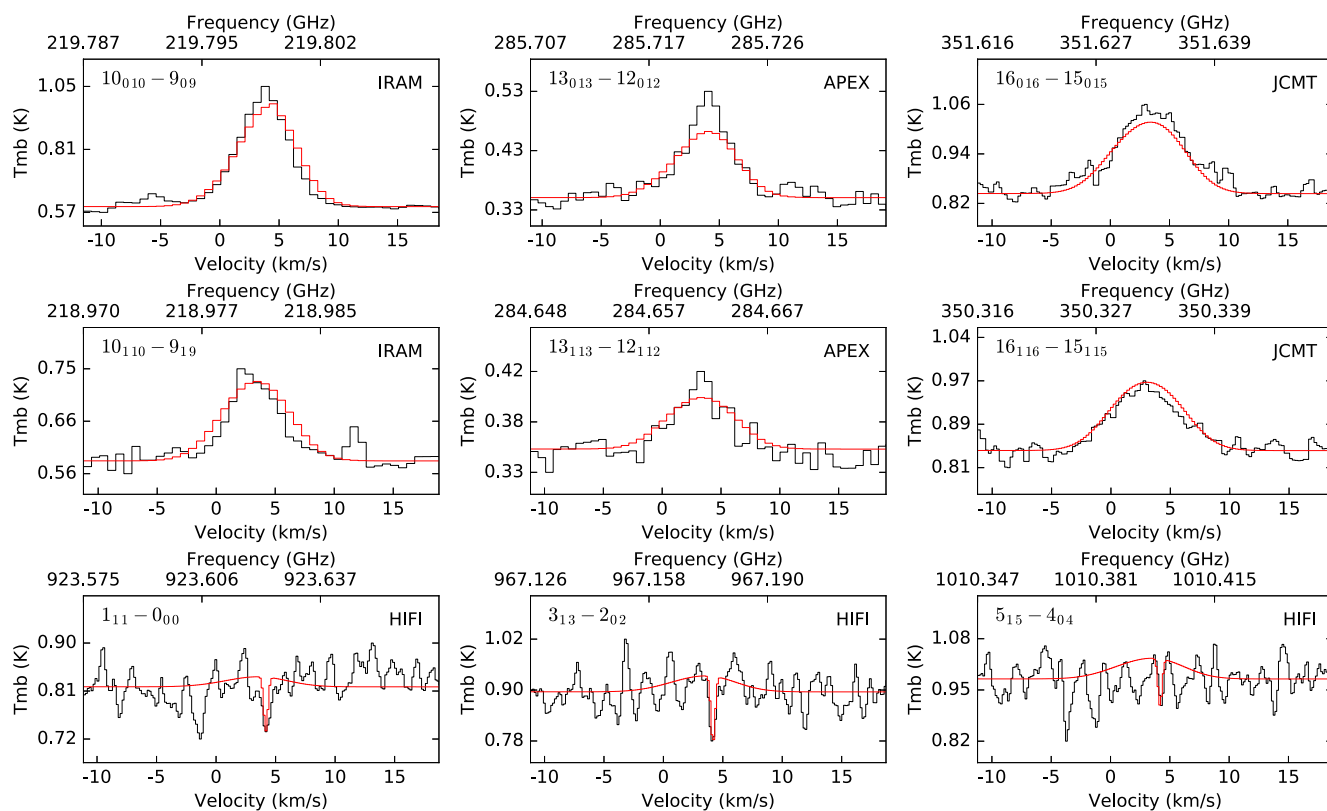 Frequency (GHz) Frequency (GHz) Frequency (GHz)
219.787 219.795 219.802 285.707 285.717 285.726 351.616 351.627 351.639
10₀₁₀ − 9₀₉ IRAM 13₀₁₃ − 12₀₁₂ APEX 16₀₁₆ − 15₀₁₅ JCMT
Tmb (K) 1.05 0.81 0.57 Tmb (K) 0.53 0.43 0.33 Tmb (K) 1.06 0.94 0.82
-10 -5 0 5 10 15 -10 -5 0 5 10 15 -10 -5 0 5 10 15
Velocity (km/s) Velocity (km/s) Velocity (km/s)
Frequency (GHz) Frequency (GHz) Frequency (GHz)
218.970 218.977 218.985 284.648 284.657 284.667 350.316 350.327 350.339
10₁₁₀ − 9₁₉ IRAM 13₁₁₃ − 12₁₁₂ APEX 16₁₁₆ − 15₁₁₅ JCMT
Tmb (K) 0.75 0.66 0.56 Tmb (K) 0.42 0.38 0.33 Tmb (K) 1.04 0.97 0.89 0.81
-10 -5 0 5 10 15 -10 -5 0 5 10 15 -10 -5 0 5 10 15
Velocity (km/s) Velocity (km/s) Velocity (km/s)
Frequency (GHz) Frequency (GHz) Frequency (GHz)
923.575 923.606 923.637 967.126 967.158 967.190 1010.347 1010.381 1010.415
1₁₁ − 0₀₀ HIFI 3₁₃ − 2₀₂ HIFI 5₁₅ − 4₀₄ HIFI
Tmb (K) 0.90 0.81 0.72 Tmb (K) 1.02 0.90 0.78 Tmb (K) 1.08 0.95 0.82
-10 -5 0 5 10 15 -10 -5 0 5 10 15 -10 -5 0 5 10 15
Velocity (km/s) Velocity (km/s) Velocity (km/s)